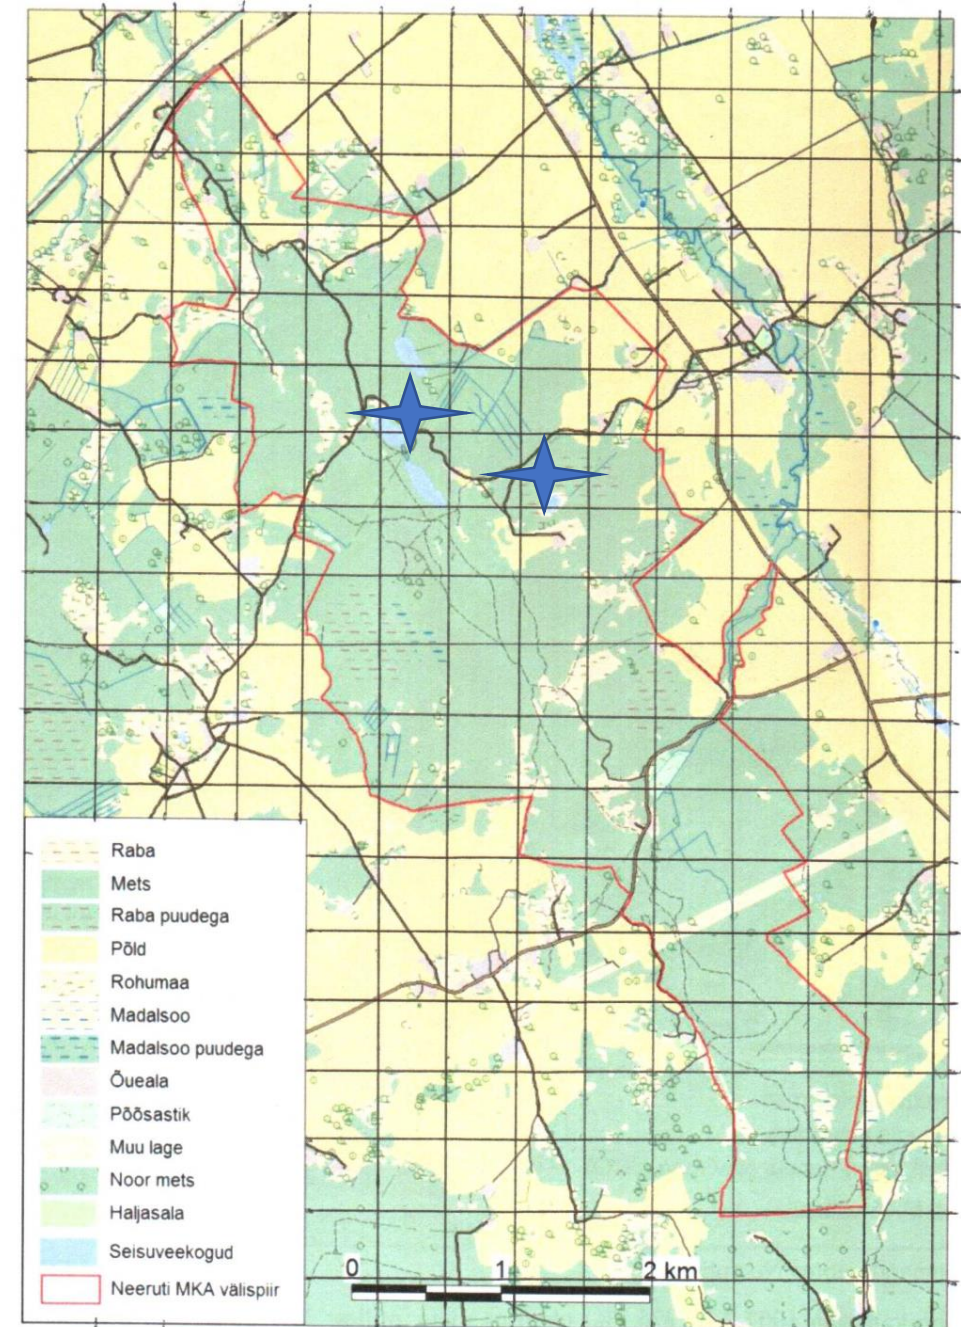 Raba
Mets
Raba puudega
Põld
Rohumaa
Madalsoo
Madalsoo puudega
Õueala
Põõsastik
Muu lage
Noor mets
Haljasala
Seisuveekogud
Neeruti MKA välispiir
0 1 2 km